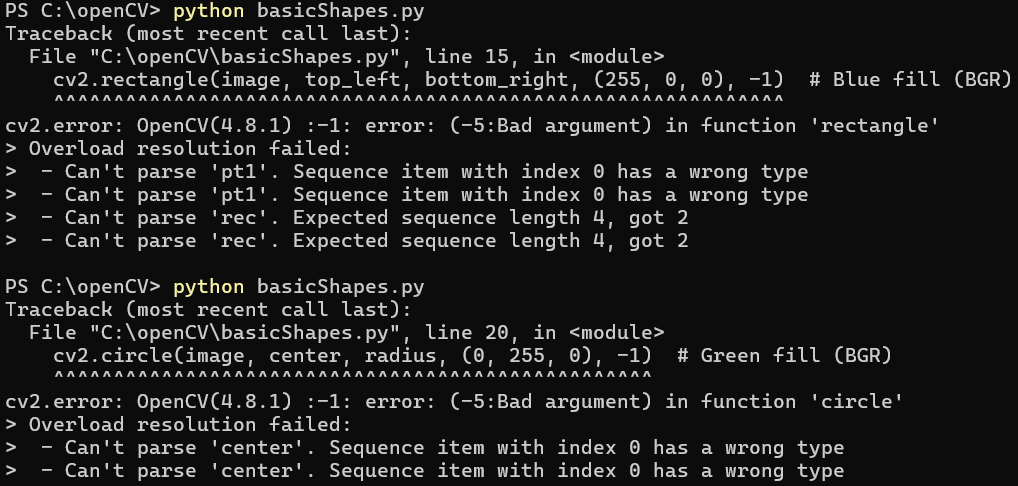 PS C:\openCV> python basicShapes.py
Traceback (most recent call last):
  File "C:\openCV\basicShapes.py", line 15, in <module>
    cv2.rectangle(image, top_left, bottom_right, (255, 0, 0), -1)  # Blue fill (BGR)
    ^^^^^^^^^^^^^^^^^^^^^^^^^^^^^^^^^^^^^^^^^^^^^^^^^^^^^^^^^^^^^
cv2.error: OpenCV(4.8.1) :-1: error: (-5:Bad argument) in function 'rectangle'
> Overload resolution failed:
>  - Can't parse 'pt1'. Sequence item with index 0 has a wrong type
>  - Can't parse 'pt1'. Sequence item with index 0 has a wrong type
>  - Can't parse 'rec'. Expected sequence length 4, got 2
>  - Can't parse 'rec'. Expected sequence length 4, got 2

PS C:\openCV> python basicShapes.py
Traceback (most recent call last):
  File "C:\openCV\basicShapes.py", line 20, in <module>
    cv2.circle(image, center, radius, (0, 255, 0), -1)  # Green fill (BGR)
    ^^^^^^^^^^^^^^^^^^^^^^^^^^^^^^^^^^^^^^^^^^^^^^^^^^
cv2.error: OpenCV(4.8.1) :-1: error: (-5:Bad argument) in function 'circle'
> Overload resolution failed:
>  - Can't parse 'center'. Sequence item with index 0 has a wrong type
>  - Can't parse 'center'. Sequence item with index 0 has a wrong type